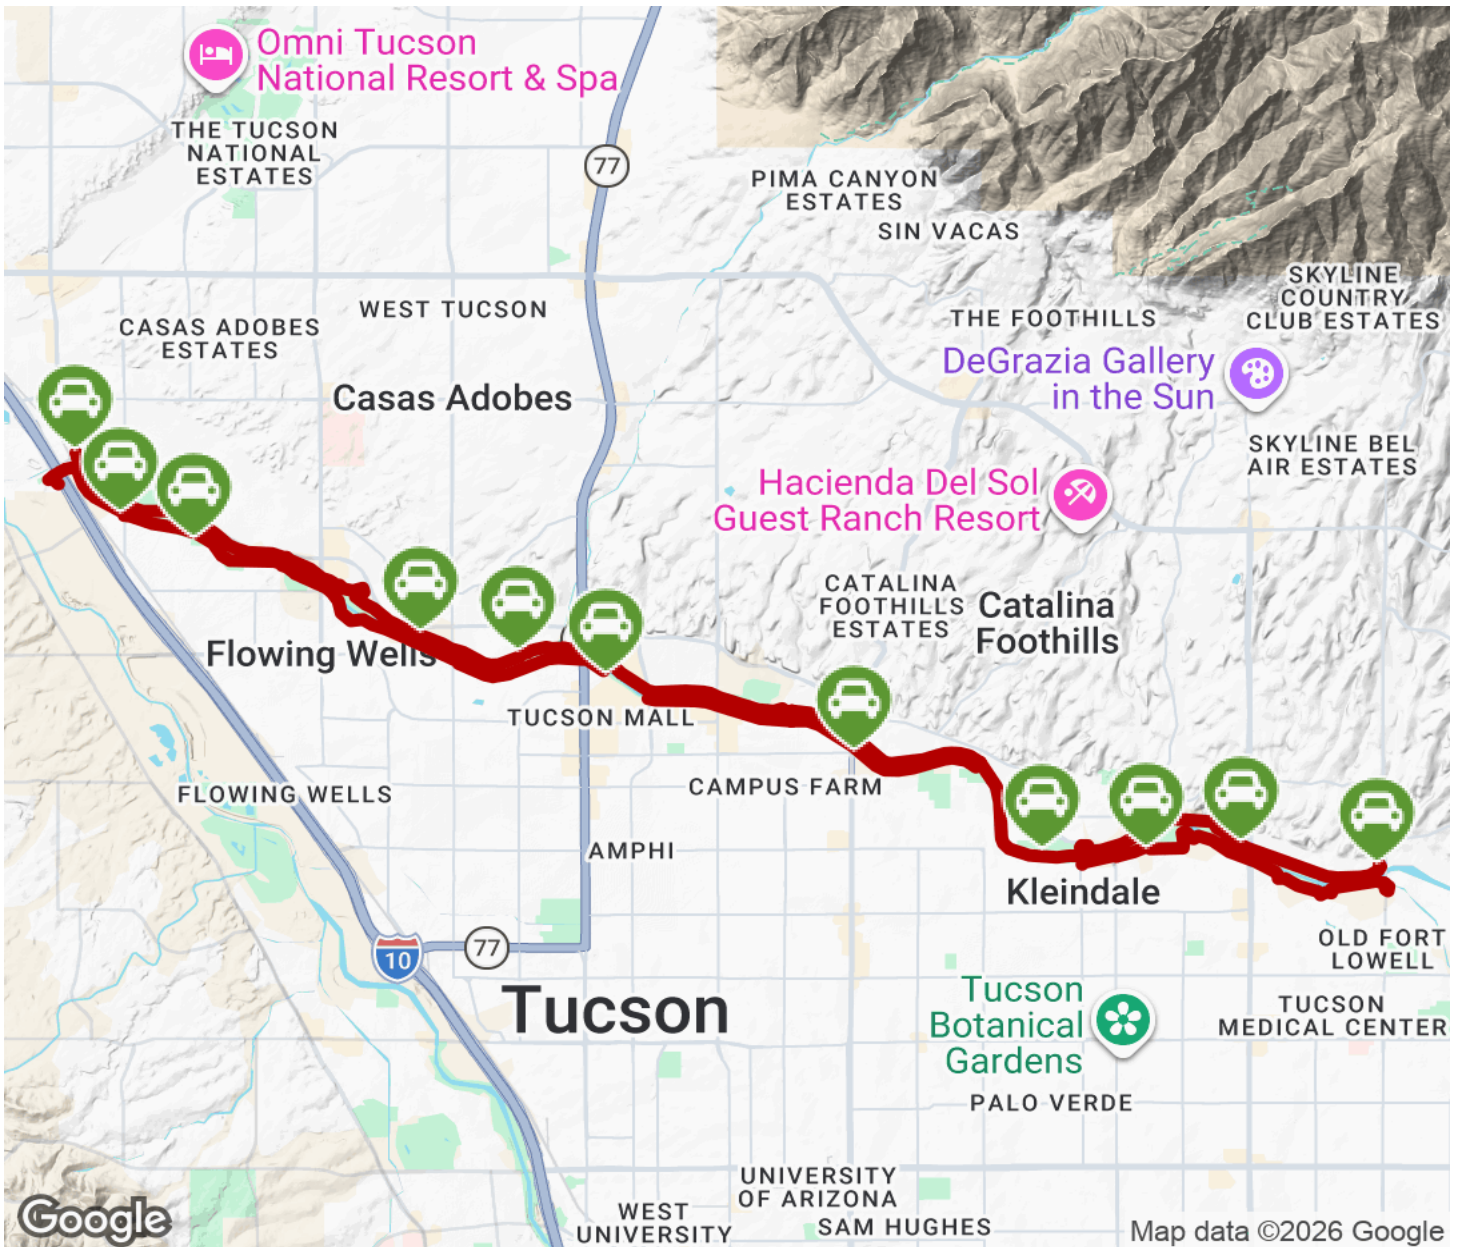 Omni Tucson
National Resort & Spa
THE TUCSON
NATIONAL
ESTATES
77
PIMA CANYON
ESTATES
SIN VACAS
SKYLINE
COUNTRY
CLUB ESTATES
WEST TUCSON
THE FOOTHILLS
CASAS ADOBES
ESTATES
DeGrazia Gallery
in the Sun
Casas Adobes
SKYLINE BEL
AIR ESTATES
Hacienda Del Sol
Guest Ranch Resort
CATALINA
FOOTHILLS
ESTATES
Catalina
Foothills
Flowing Wells
TUCSON MALL
CAMPUS FARM
FLOWING WELLS
AMPHI
Kleindale
OLD FORT
LOWELL
77
10
Tucson
Tucson
Botanical
Gardens
TUCSON
MEDICAL CENTER
PALO VERDE
UNIVERSITY
OF ARIZONA
WEST
UNIVERSITY
SAM HUGHES
Google
Map data ©2026 Google